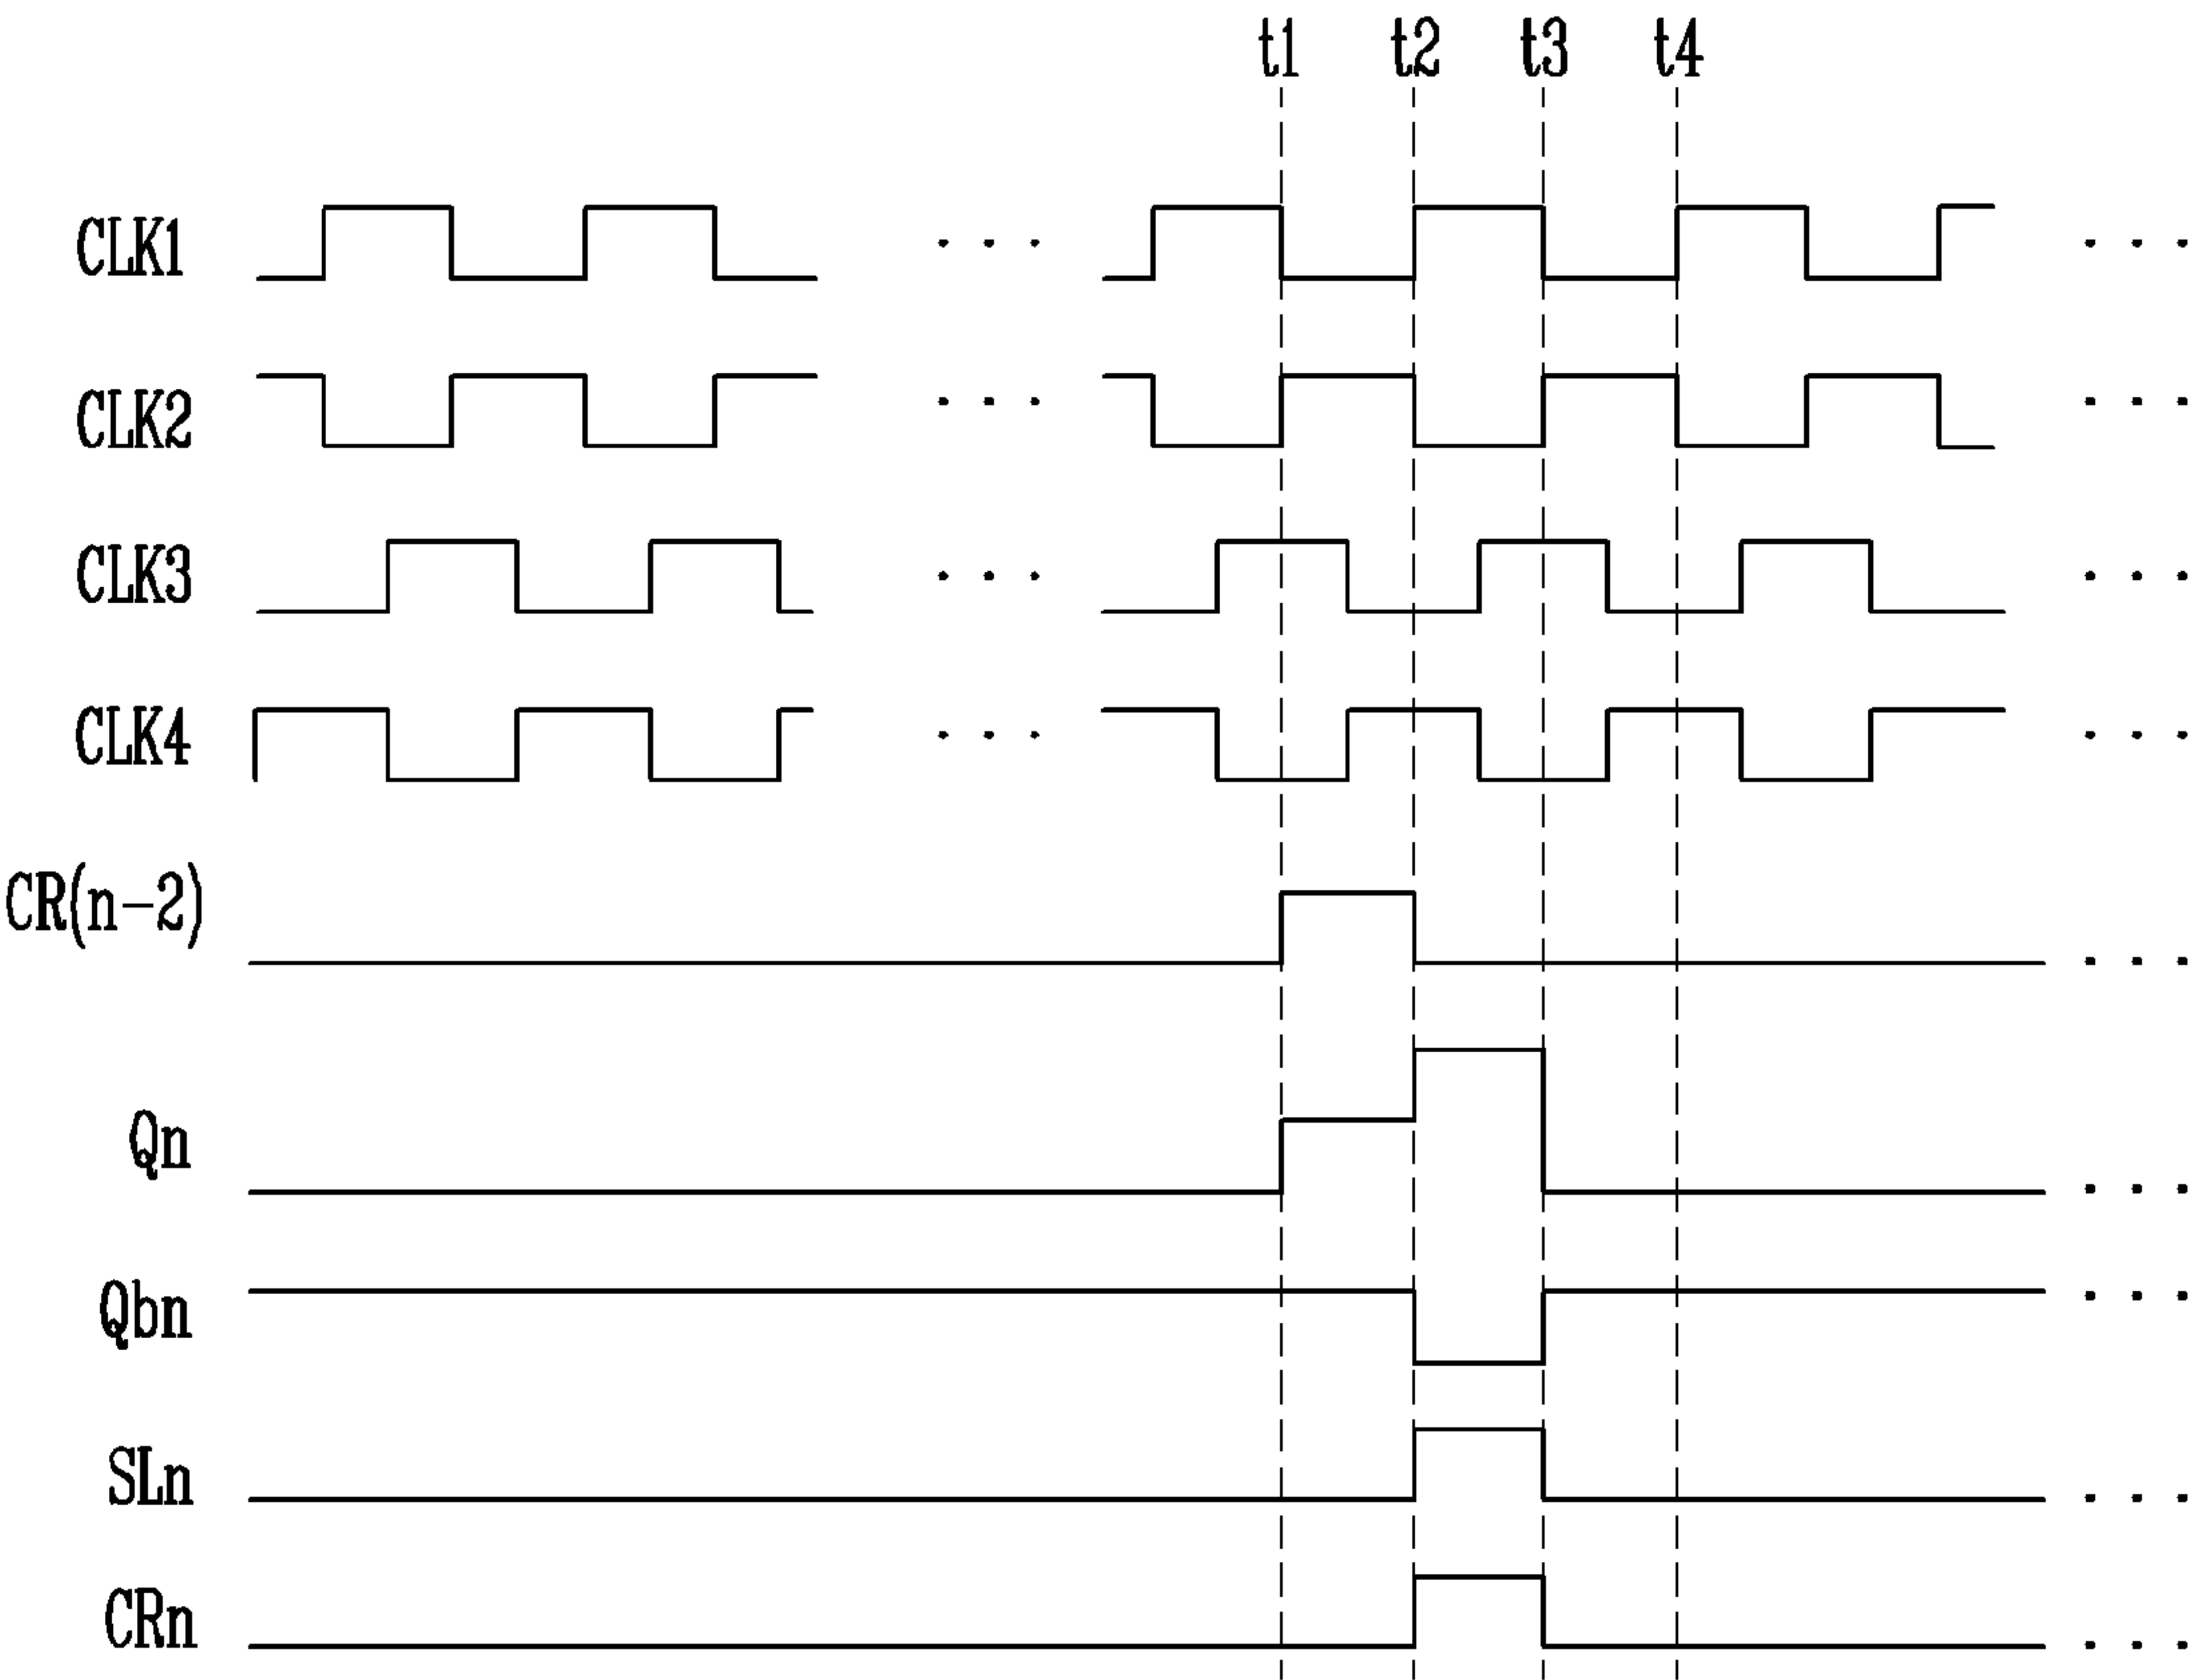 t1 t2 t3 t4
CLK1
CLK2
CLK3
CLK4
CR(n-2)
Qn
Qbn
SLn
CRn